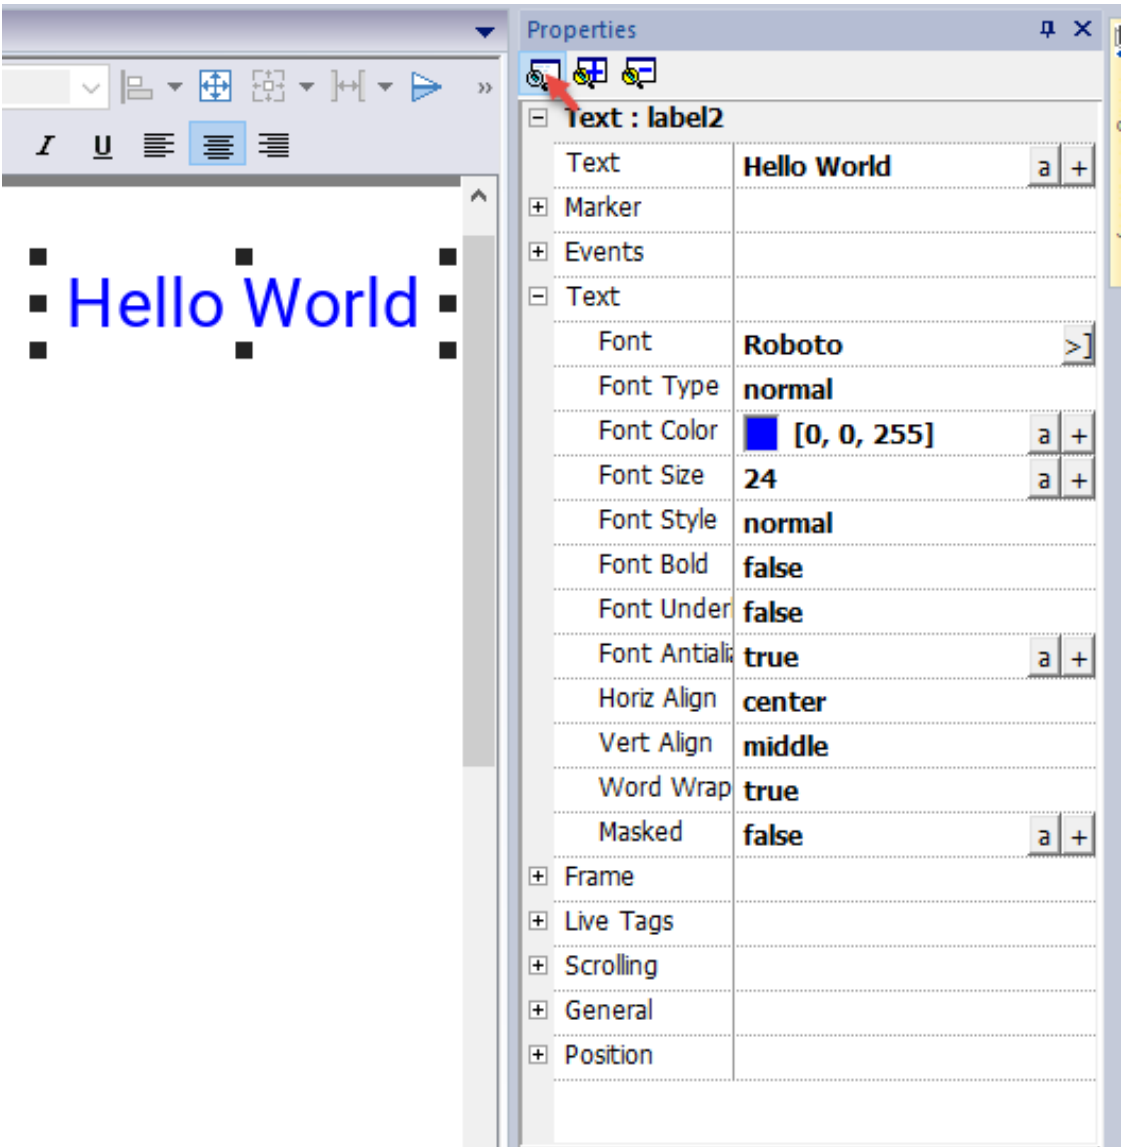 Properties
I U
Text : label2
Text Hello World a +
Marker
Events
Hello World
Text
Font Roboto >]
Font Type normal
Font Color [0, 0, 255] a +
Font Size 24 a +
Font Style normal
Font Bold false
Font Underl false
Font Antiali true a +
Horiz Align center
Vert Align middle
Word Wrap true
Masked false a +
Frame
Live Tags
Scrolling
General
Position